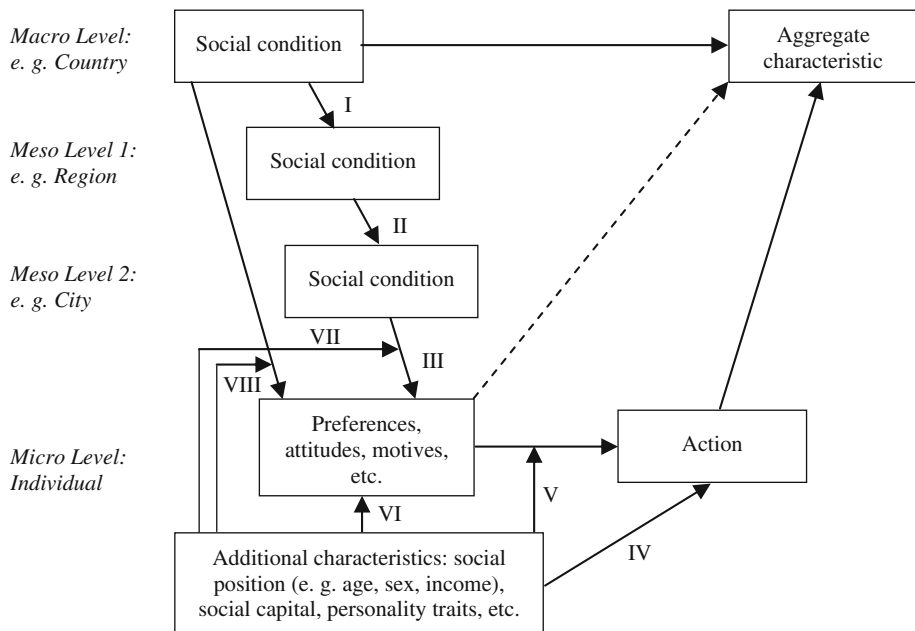 Macro Level:
e. g. Country
Social condition
Aggregate
characteristic
I
Meso Level 1:
e. g. Region
Social condition
II
Meso Level 2:
e. g. City
Social condition
VII
III
VIII
Micro Level:
Individual
Preferences,
attitudes, motives,
etc.
Action
V
VI
IV
Additional characteristics: social
position (e. g. age, sex, income),
social capital, personality traits, etc.